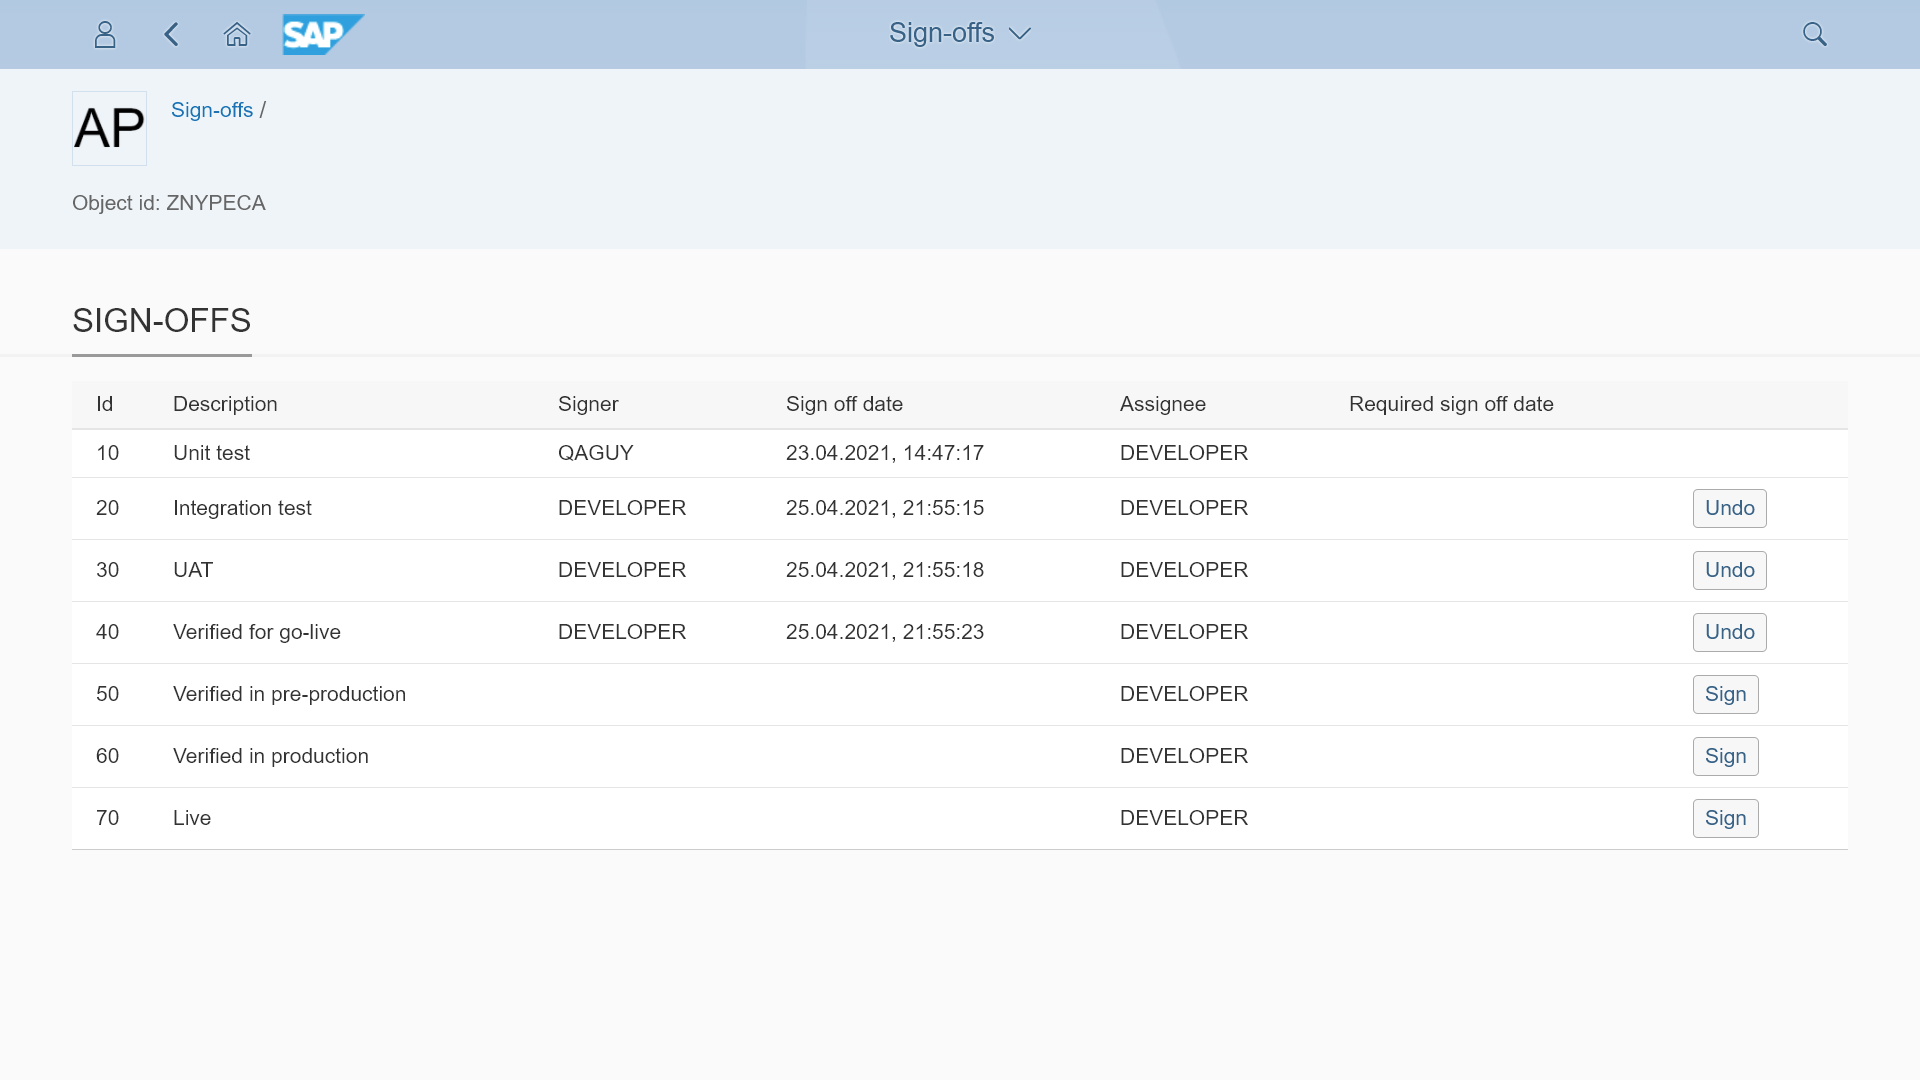 SAP
Sign-offs
AP
Sign-offs /
Object id: ZNYPECA
SIGN-OFFS
Id Description Signer Sign off date Assignee Required sign off date
10 Unit test QAGUY 23.04.2021, 14:47:17 DEVELOPER
20 Integration test DEVELOPER 25.04.2021, 21:55:15 DEVELOPER Undo
30 UAT DEVELOPER 25.04.2021, 21:55:18 DEVELOPER Undo
40 Verified for go-live DEVELOPER 25.04.2021, 21:55:23 DEVELOPER Undo
50 Verified in pre-production DEVELOPER Sign
60 Verified in production DEVELOPER Sign
70 Live DEVELOPER Sign